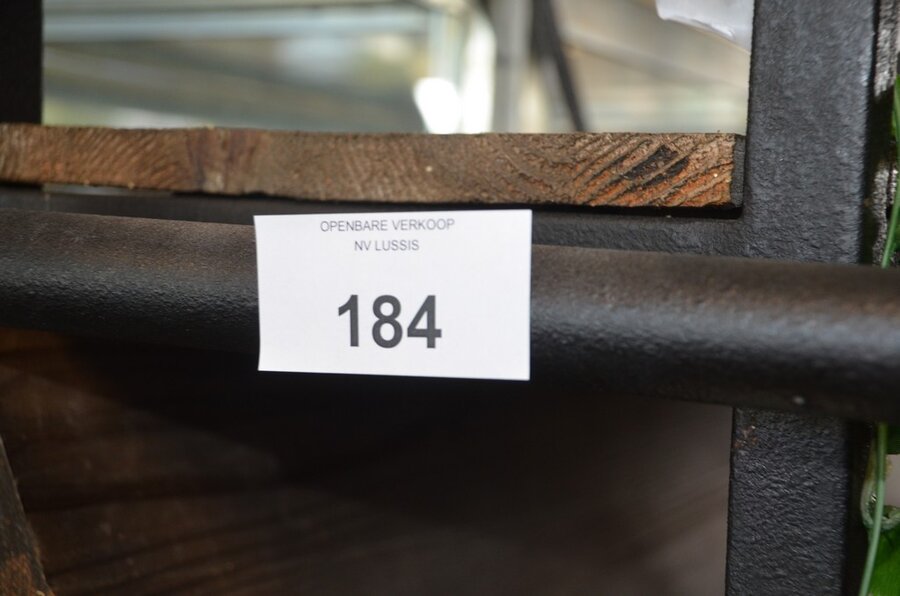 OPENBARE VERKOOP
NV LUSSIS
184